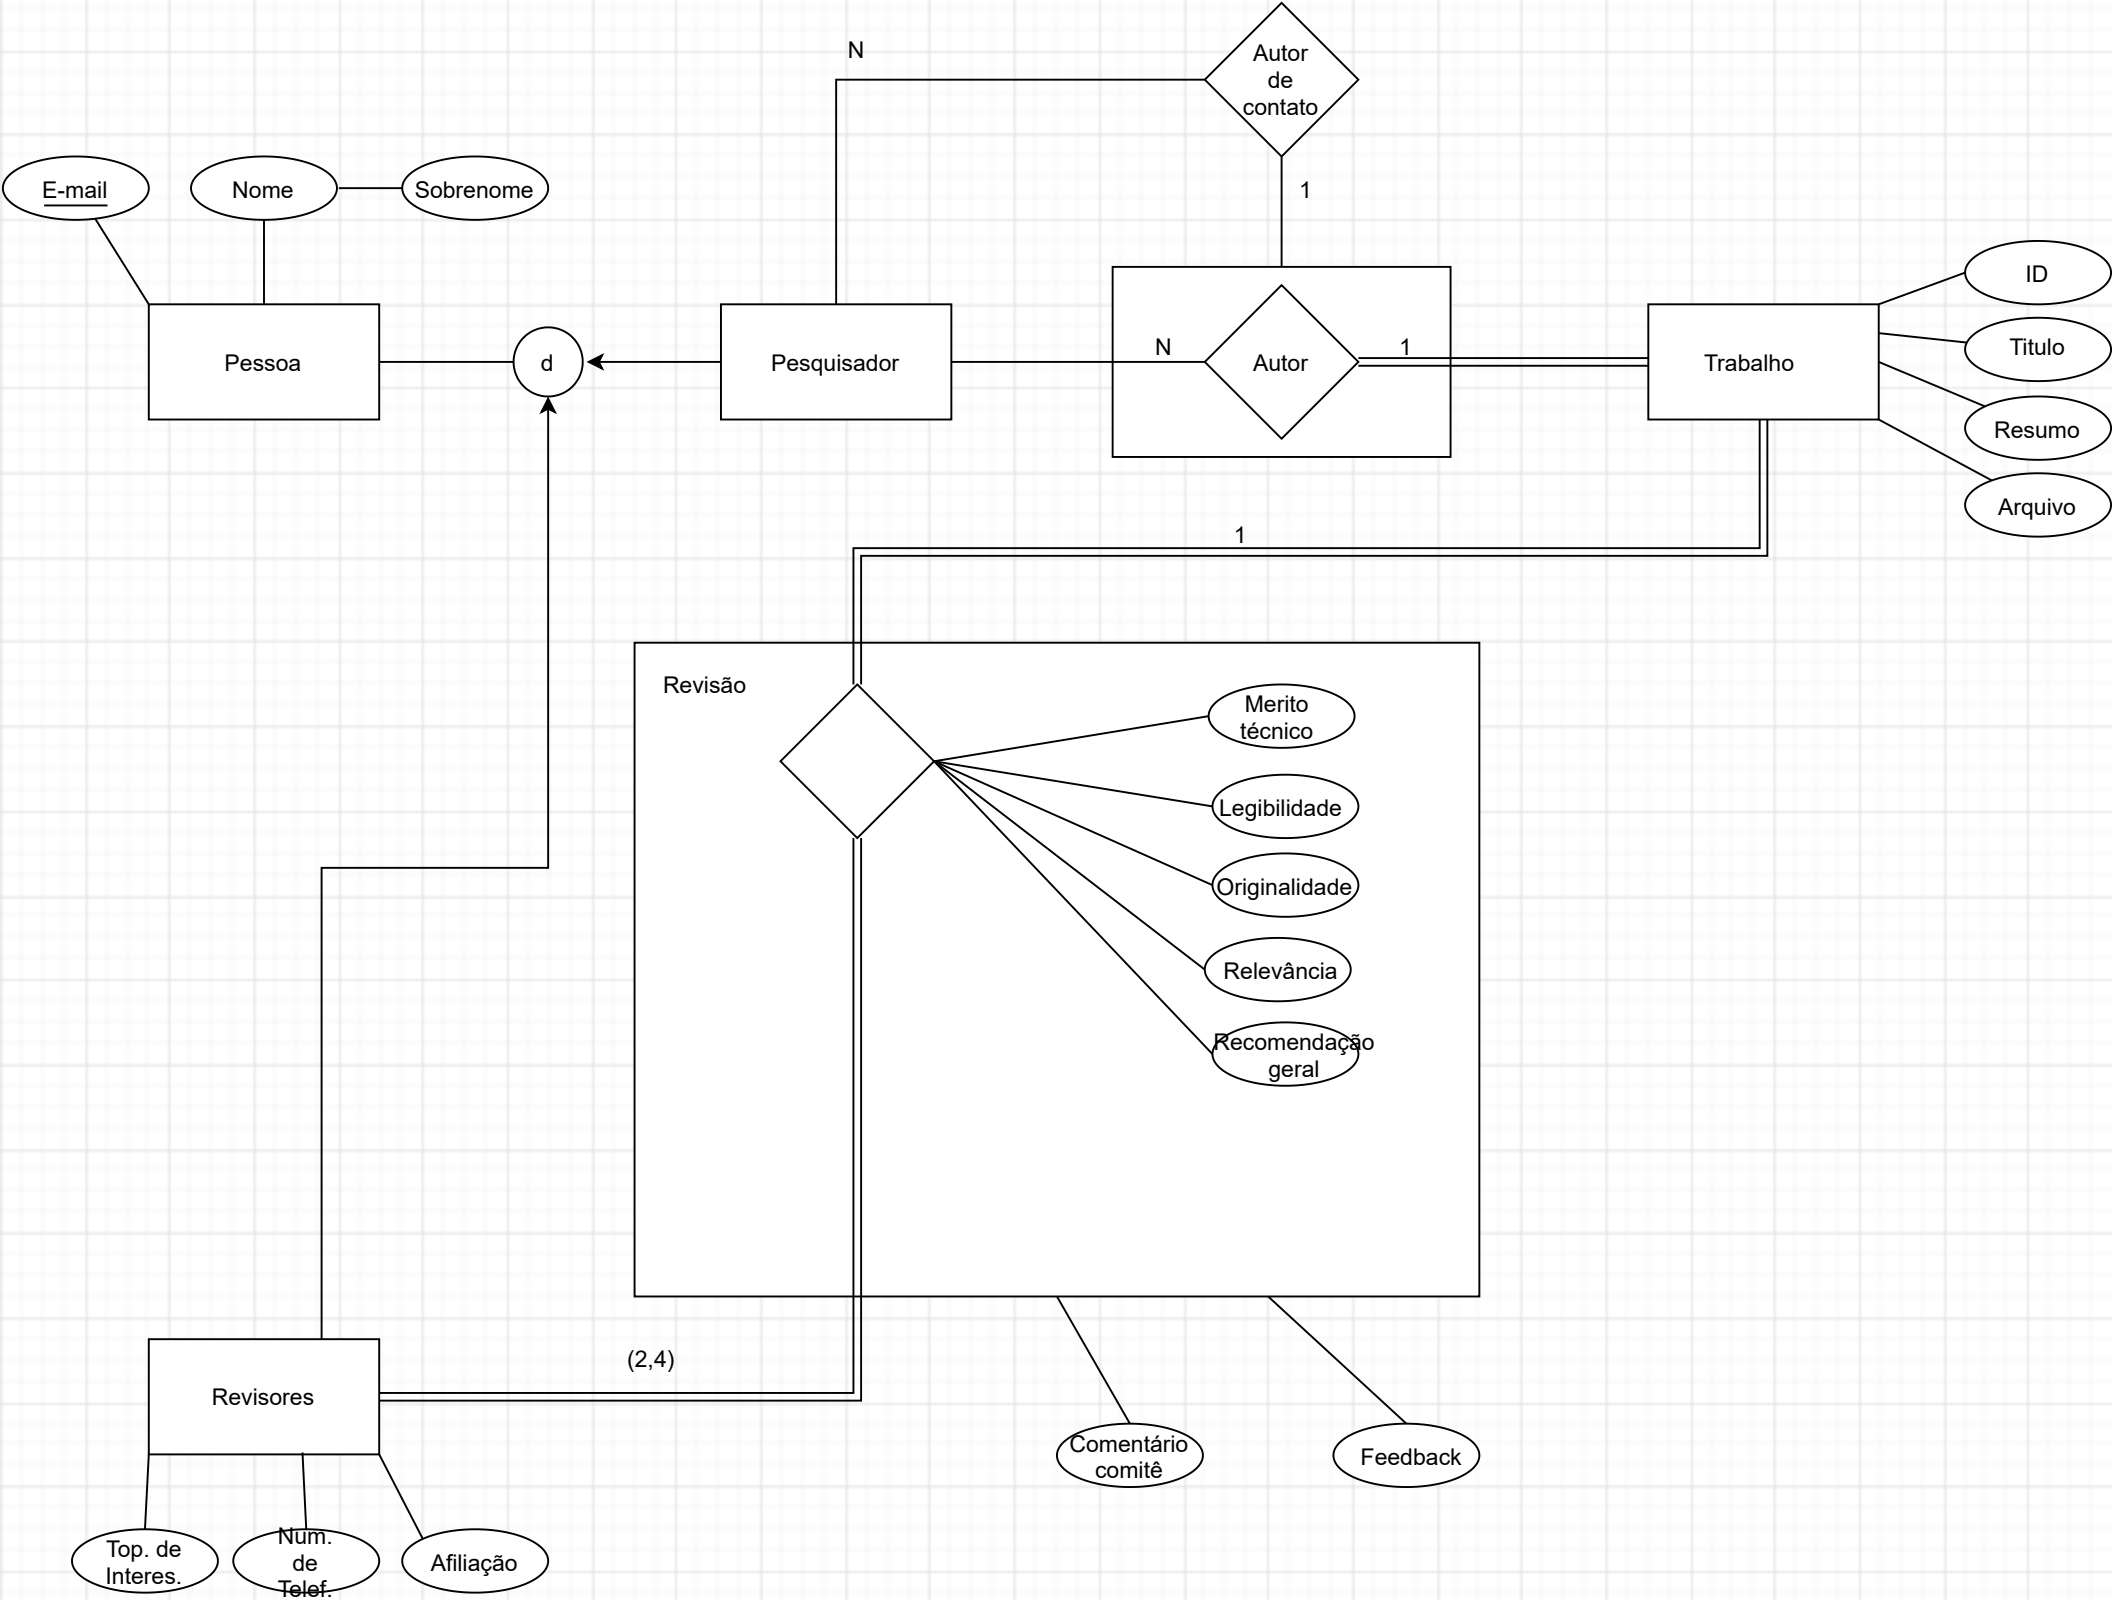 Autor
de
contato
N
1
E-mail
Nome
Sobrenome
Pessoa
d
Pesquisador
N
Autor
1
Trabalho
ID
Titulo
Resumo
Arquivo
1
Revisão
Merito
técnico
Legibilidade
Originalidade
Relevância
Recomendação
geral
(2,4)
Revisores
Comentário
comitê
Feedback
Top. de
Interes.
Num.
de
Telef.
Afiliação